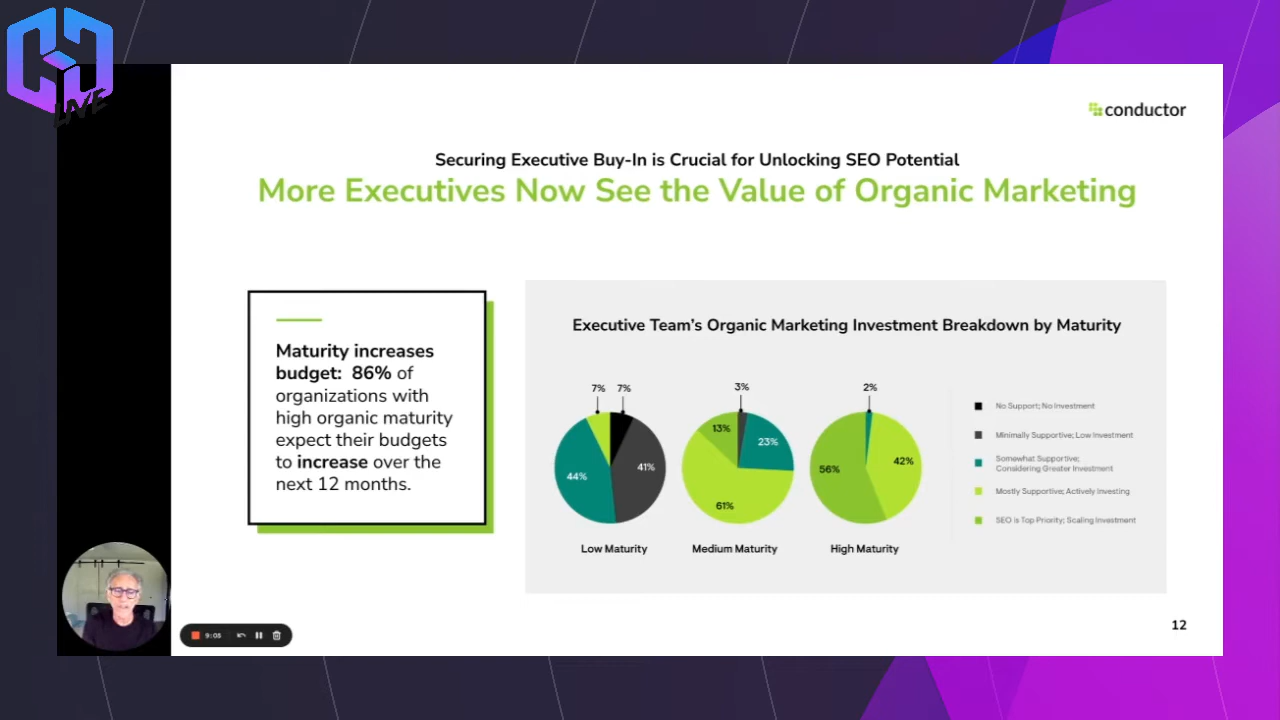 LIVE
conductor
Securing Executive Buy-In is Crucial for Unlocking SEO Potential
More Executives Now See the Value of Organic Marketing
Maturity increases
budget: 86% of
organizations with
high organic maturity
expect their budgets
to increase over the
next 12 months.
Executive Team's Organic Marketing Investment Breakdown by Maturity
7% 7%
41%
44%
Low Maturity
3%
13%
23%
61%
Medium Maturity
2%
42%
56%
High Maturity
No Support; No Investment
Minimally Supportive; Low Investment
Somewhat Supportive;
Considering Greater Investment
Mostly Supportive; Actively Investing
SEO is Top Priority; Scaling Investment
12
9:05